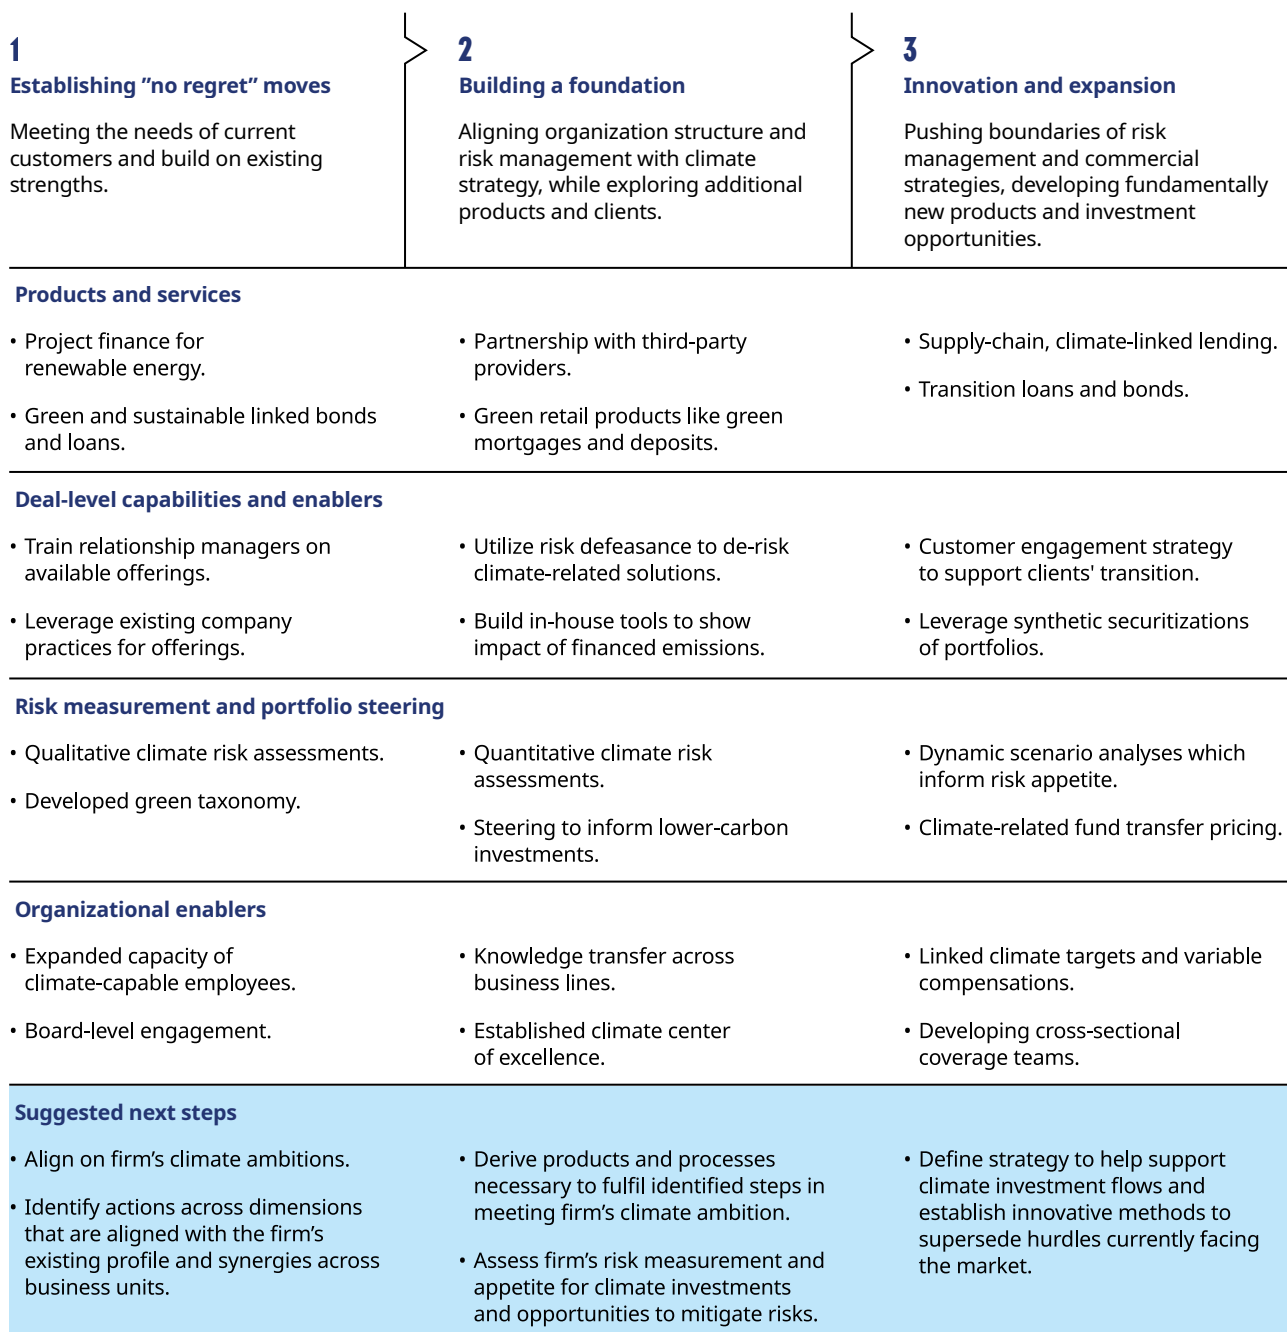 1
Establishing ”no regret” moves
Meeting the needs of current
customers and build on existing
strengths.
2
Building a foundation
Aligning organization structure and
risk management with climate
strategy, while exploring additional
products and clients.
3
Innovation and expansion
Pushing boundaries of risk
management and commercial
strategies, developing fundamentally
new products and investment
opportunities.
Products and services
• Project finance for
renewable energy.
• Green and sustainable linked bonds
and loans.
• Partnership with third-party
providers.
• Green retail products like green
mortgages and deposits.
• Supply-chain, climate-linked lending.
• Transition loans and bonds.
Deal-level capabilities and enablers
• Train relationship managers on
available offerings.
• Leverage existing company
practices for offerings.
• Utilize risk defeasance to de-risk
climate-related solutions.
• Build in-house tools to show
impact of financed emissions.
• Customer engagement strategy
to support clients' transition.
• Leverage synthetic securitizations
of portfolios.
Risk measurement and portfolio steering
• Qualitative climate risk assessments.
• Developed green taxonomy.
• Quantitative climate risk
assessments.
• Steering to inform lower-carbon
investments.
• Dynamic scenario analyses which
inform risk appetite.
• Climate-related fund transfer pricing.
Organizational enablers
• Expanded capacity of
climate-capable employees.
• Board-level engagement.
• Knowledge transfer across
business lines.
• Established climate center
of excellence.
• Linked climate targets and variable
compensations.
• Developing cross-sectional
coverage teams.
Suggested next steps
• Align on firm’s climate ambitions.
• Identify actions across dimensions
that are aligned with the firm’s
existing profile and synergies across
business units.
• Derive products and processes
necessary to fulfil identified steps in
meeting firm’s climate ambition.
• Assess firm’s risk measurement and
appetite for climate investments
and opportunities to mitigate risks.
• Define strategy to help support
climate investment flows and
establish innovative methods to
supersede hurdles currently facing
the market.